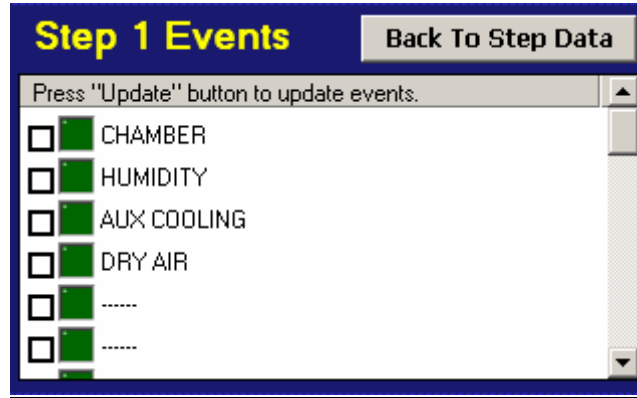 Step 1 Events
Back To Step Data
Press "Update" button to update events.
CHAMBER
HUMIDITY
AUX COOLING
DRY AIR
------
------